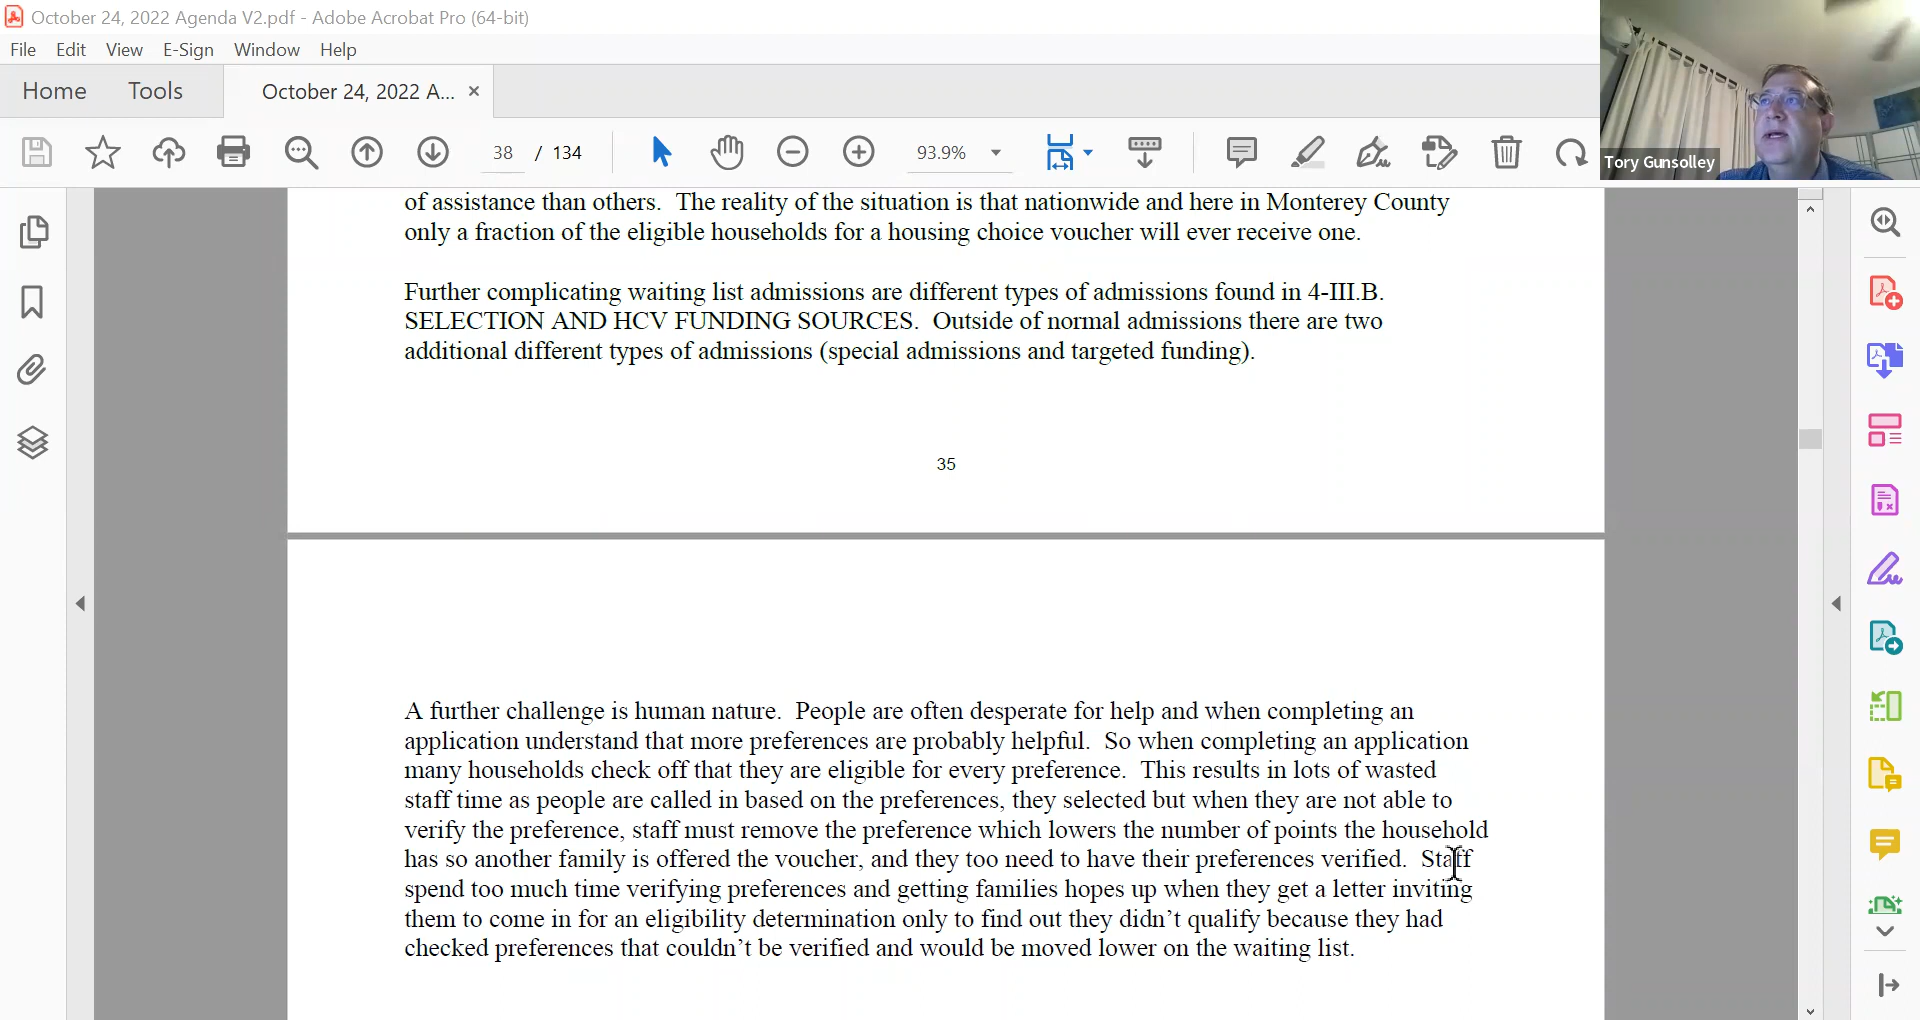 October 24, 2022 Agenda V2.pdf - Adobe Acrobat Pro (64-bit)
File Edit View E-Sign Window Help
Home Tools October 24, 2022 A... ×
38 / 134 93.9%
Tory Gunsolley
of assistance than others.  The reality of the situation is that nationwide and here in Monterey County
only a fraction of the eligible households for a housing choice voucher will ever receive one.
Further complicating waiting list admissions are different types of admissions found in 4-III.B.
SELECTION AND HCV FUNDING SOURCES.  Outside of normal admissions there are two
additional different types of admissions (special admissions and targeted funding).
35
A further challenge is human nature.  People are often desperate for help and when completing an
application understand that more preferences are probably helpful.  So when completing an application
many households check off that they are eligible for every preference.  This results in lots of wasted
staff time as people are called in based on the preferences, they selected but when they are not able to
verify the preference, staff must remove the preference which lowers the number of points the household
has so another family is offered the voucher, and they too need to have their preferences verified.  Staff
spend too much time verifying preferences and getting families hopes up when they get a letter inviting
them to come in for an eligibility determination only to find out they didn't qualify because they had
checked preferences that couldn't be verified and would be moved lower on the waiting list.